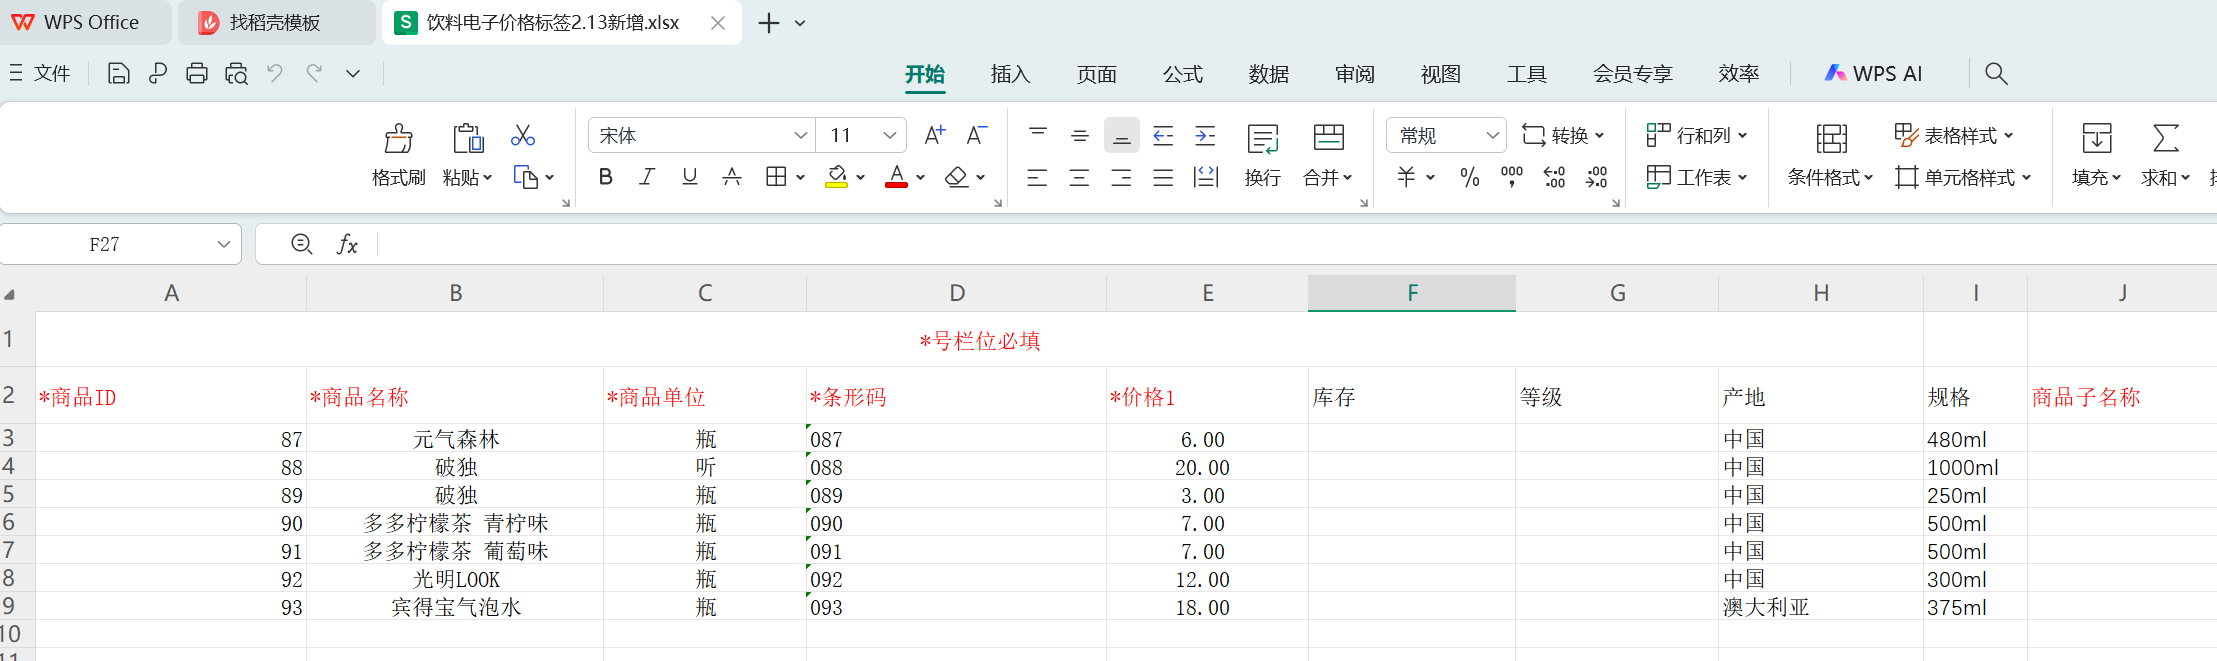 WPS Office 找稻壳模板 饮料电子价格标签2.13新增.xlsx
文件 开始 插入 页面 公式 数据 审阅 视图 工具 会员专享 效率 WPS AI
宋体 11 A+ A- 常规 转换 行和列 表格样式
格式刷 粘贴 B I U A A 换行 合并 ¥ % 000 .00 .00 工作表 条件格式 单元格样式 填充 求和
F27 fx
A B C D E F G H I J
1 *号栏位必填
2 *商品ID *商品名称 *商品单位 *条形码 *价格1 库存 等级 产地 规格 商品子名称
3 87 元气森林 瓶 087 6.00 中国 480ml
4 88 破独 听 088 20.00 中国 1000ml
5 89 破独 瓶 089 3.00 中国 250ml
6 90 多多柠檬茶 青柠味 瓶 090 7.00 中国 500ml
7 91 多多柠檬茶 葡萄味 瓶 091 7.00 中国 500ml
8 92 光明LOOK 瓶 092 12.00 中国 300ml
9 93 宾得宝气泡水 瓶 093 18.00 澳大利亚 375ml
10
11